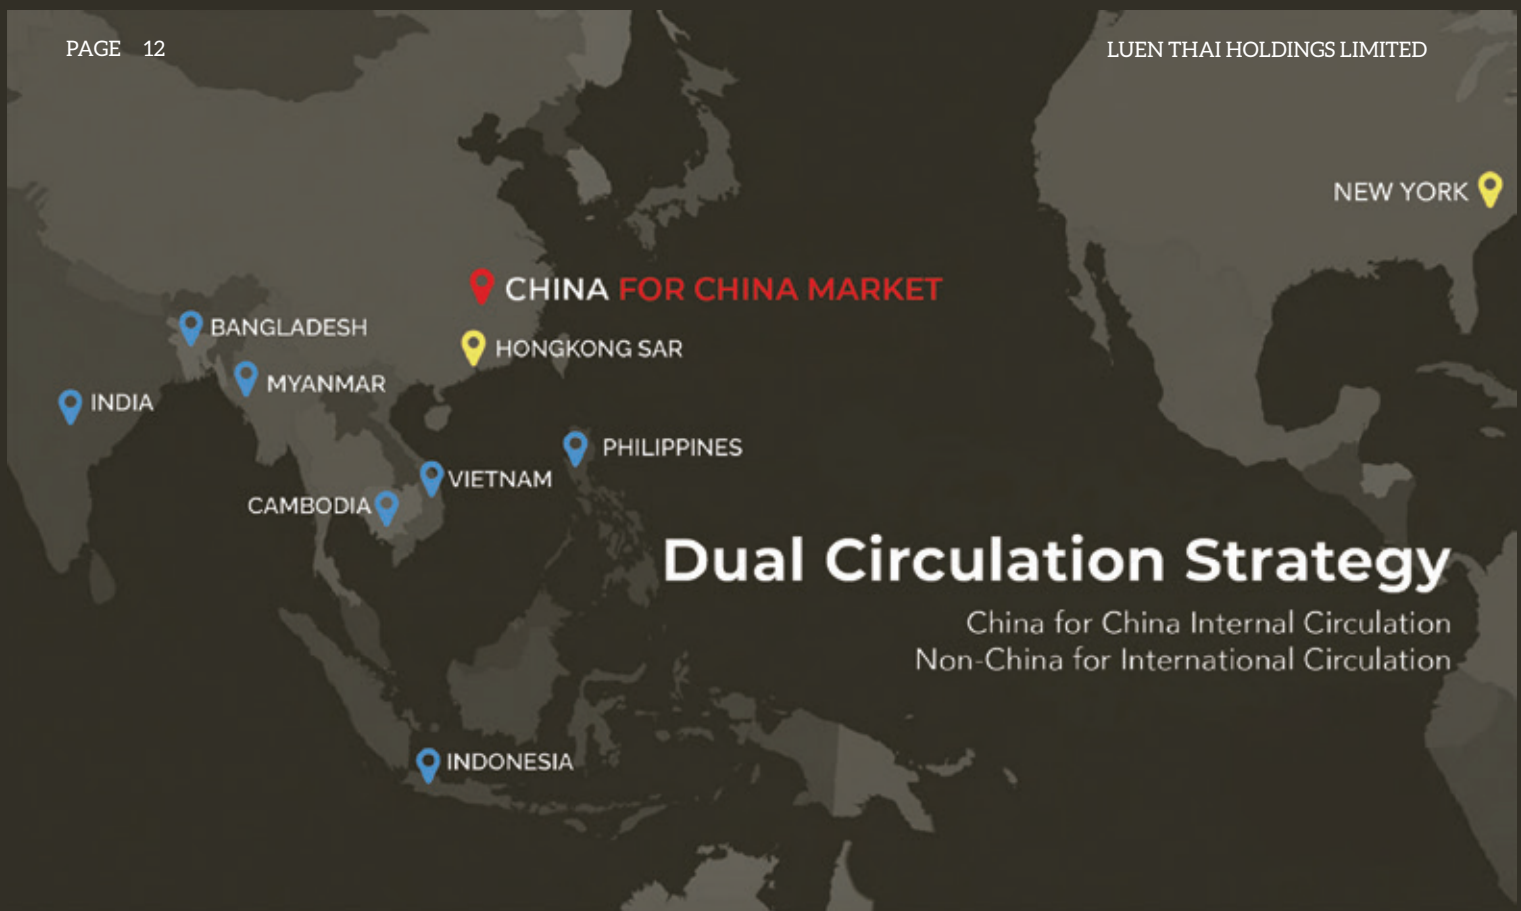 PAGE 12
LUEN THAI HOLDINGS LIMITED
NEW YORK
CHINA FOR CHINA MARKET
BANGLADESH
HONGKONG SAR
MYANMAR
INDIA
PHILIPPINES
VIETNAM
CAMBODIA
Dual Circulation Strategy
China for China Internal Circulation
Non-China for International Circulation
INDONESIA